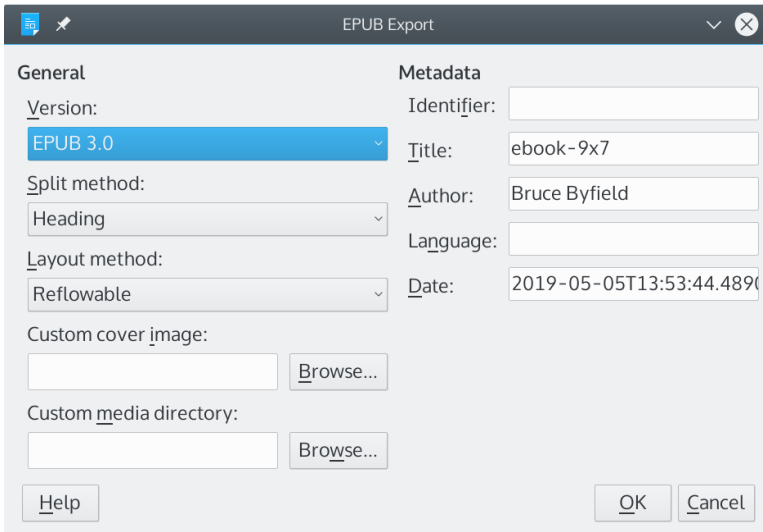 EPUB Export
General
Version:
EPUB 3.0
Split method:
Heading
Layout method:
Reflowable
Custom cover image:
Browse...
Custom media directory:
Browse...
Metadata
Identifier:
Title: ebook-9x7
Author: Bruce Byfield
Language:
Date: 2019-05-05T13:53:44.489
Help
OK Cancel